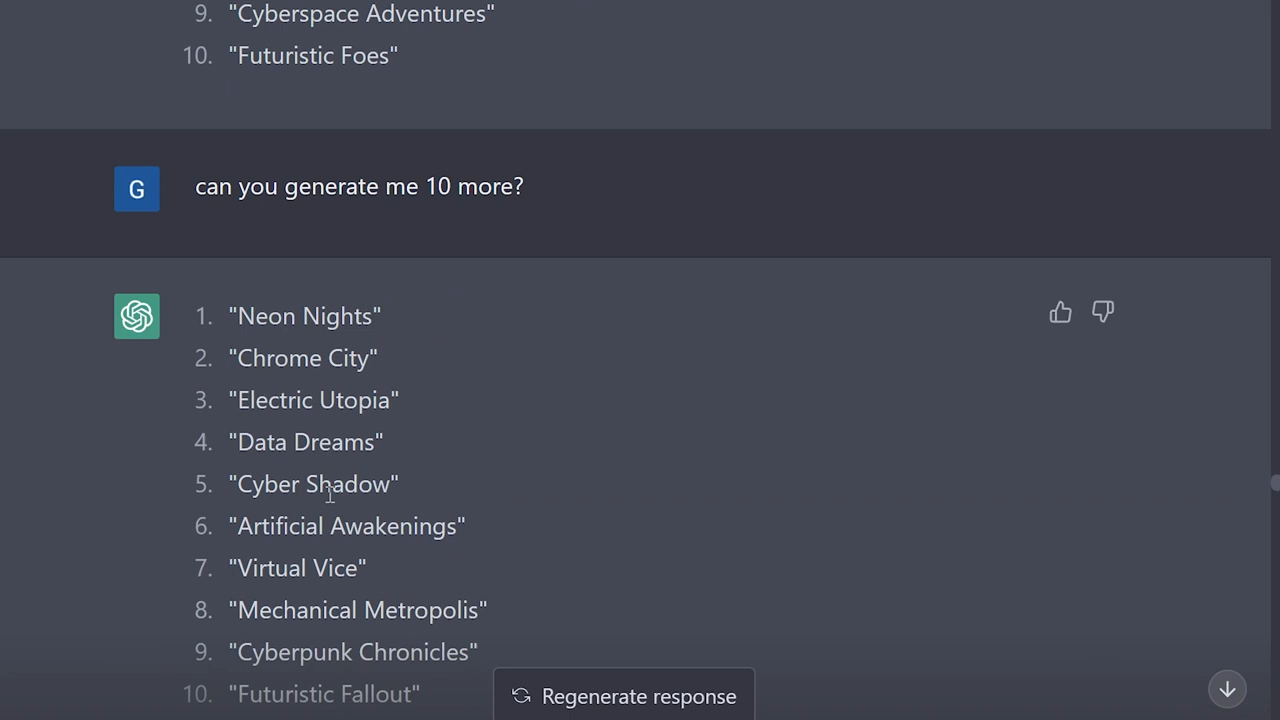 9. "Cyberspace Adventures"
10. "Futuristic Foes"
G
can you generate me 10 more?
1. "Neon Nights"
2. "Chrome City"
3. "Electric Utopia"
4. "Data Dreams"
5. "Cyber Shadow"
6. "Artificial Awakenings"
7. "Virtual Vice"
8. "Mechanical Metropolis"
9. "Cyberpunk Chronicles"
10. "Futuristic Fallout"
Regenerate response